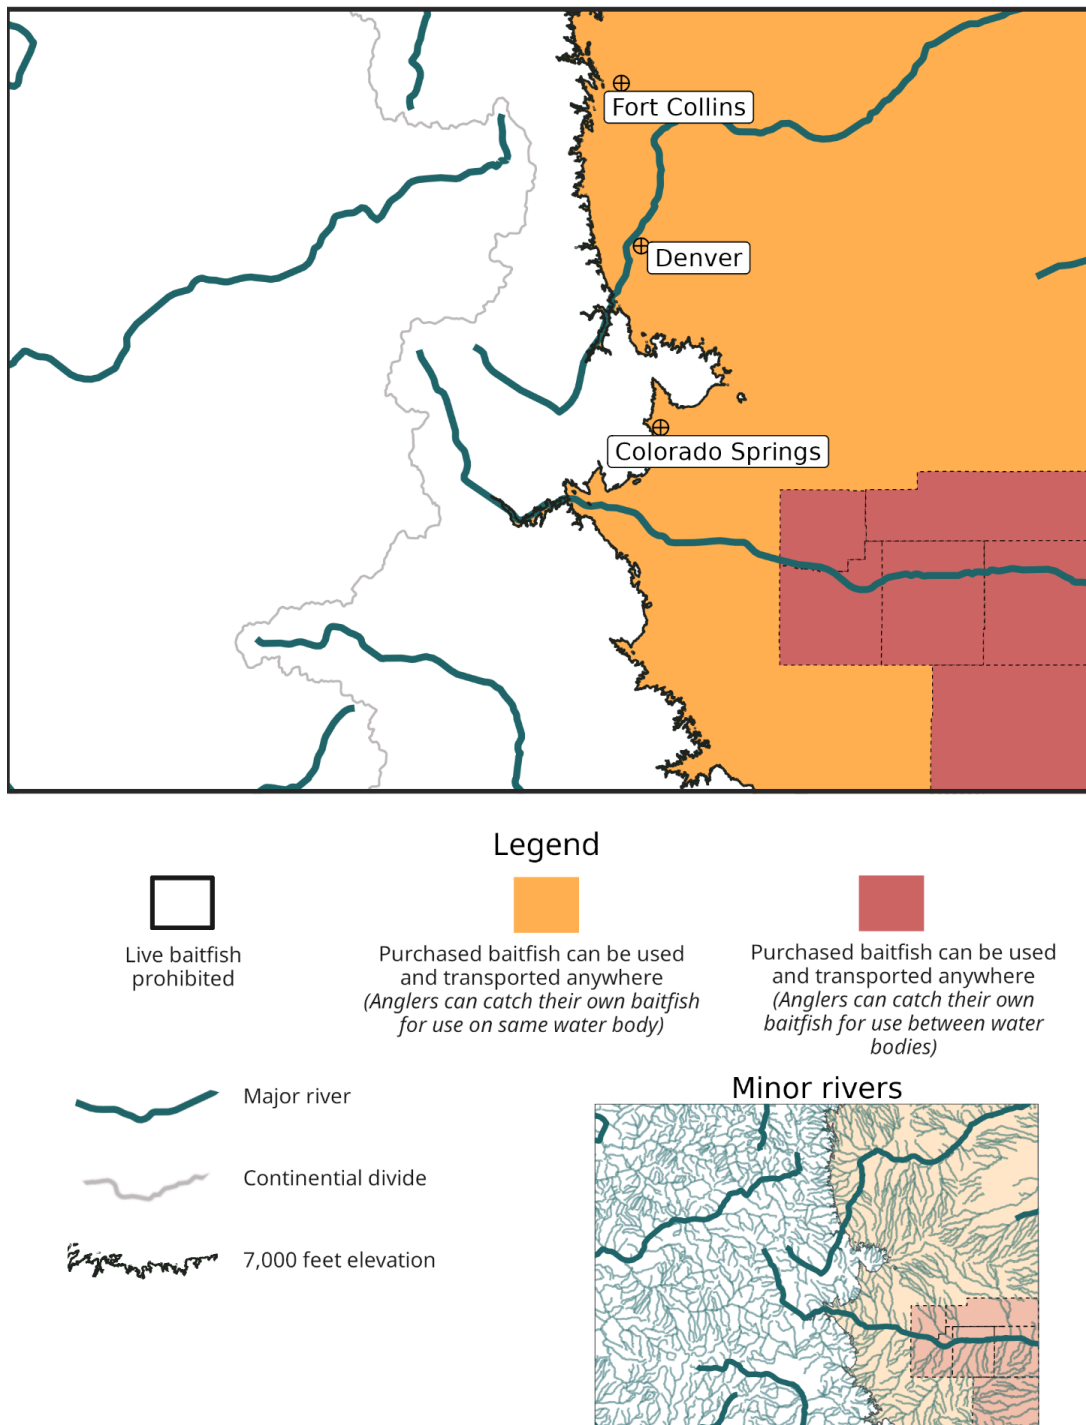 Fort Collins
Denver
Colorado Springs
Legend
Live baitfish
prohibited
Purchased baitfish can be used
and transported anywhere
(Anglers can catch their own baitfish
for use on same water body)
Purchased baitfish can be used
and transported anywhere
(Anglers can catch their own
baitfish for use between water
bodies)
Major river
Continential divide
7,000 feet elevation
Minor rivers